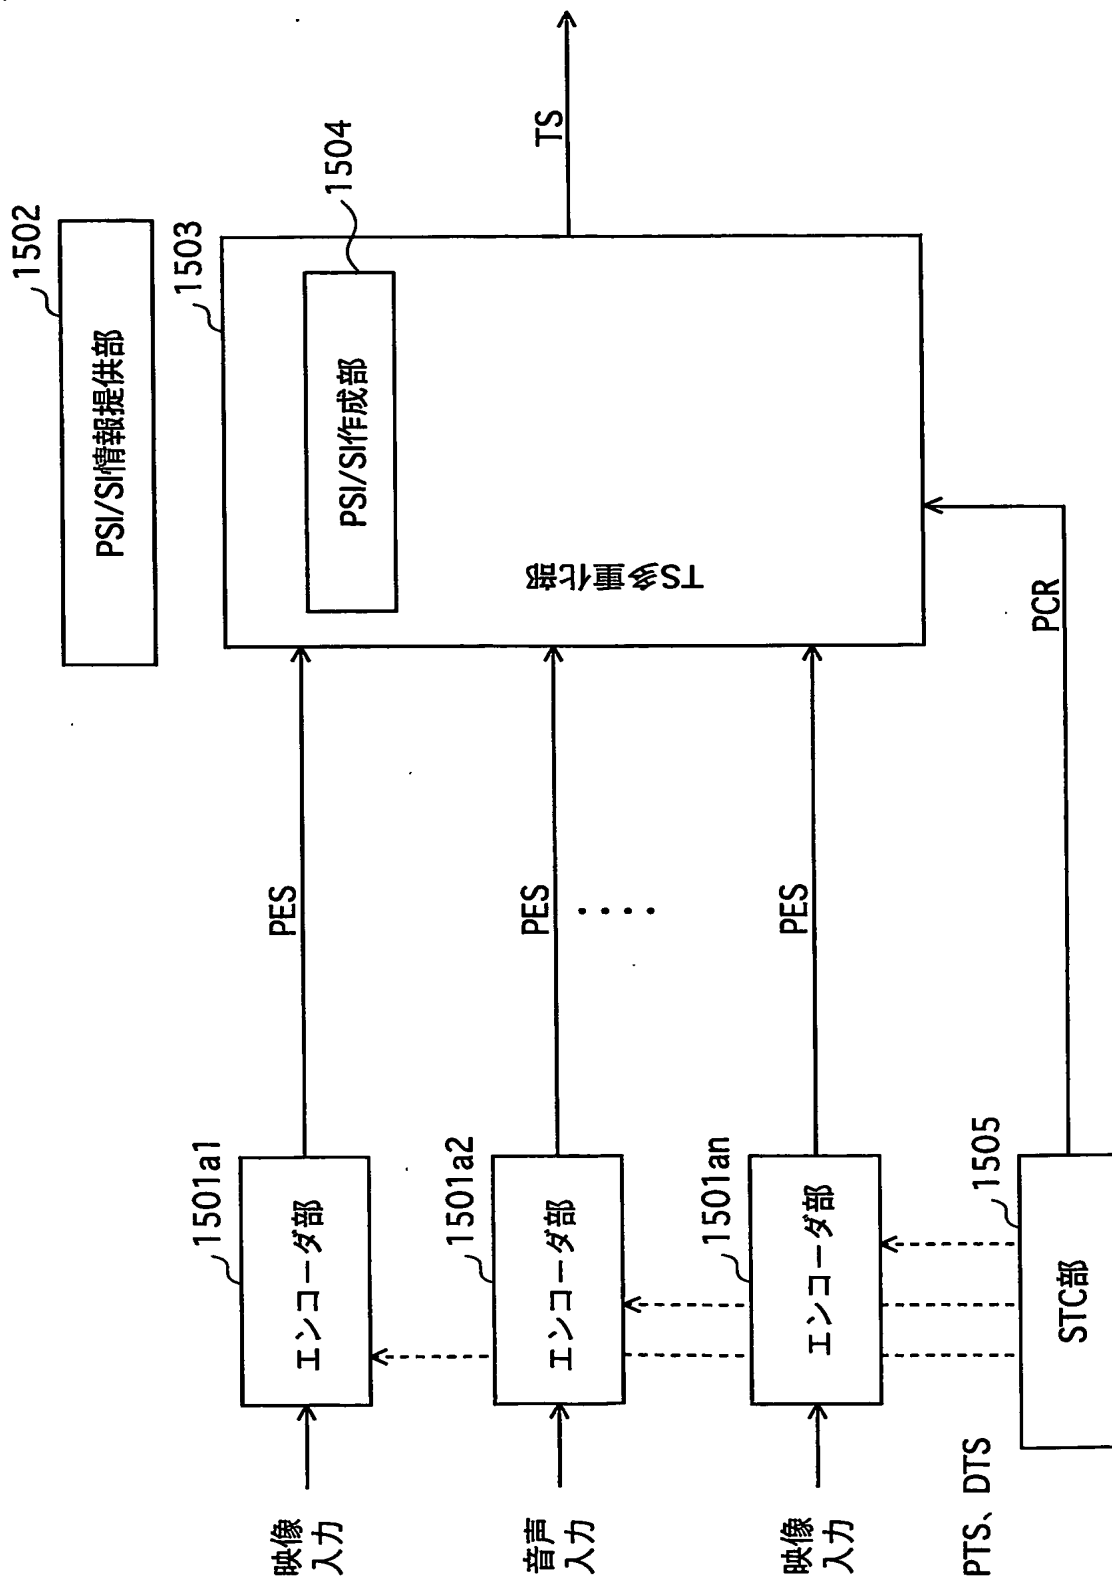 映像
入力
音声
入力
映像
入力
PTS、DTS
1501a1
エンコーダ部
1501a2
エンコーダ部
1501an
エンコーダ部
1505
STC部
PES
PES
・・・・
PES
PCR
1502
PSI/SI情報提供部
1503
1504
PSI/SI作成部
TS多重化部
TS